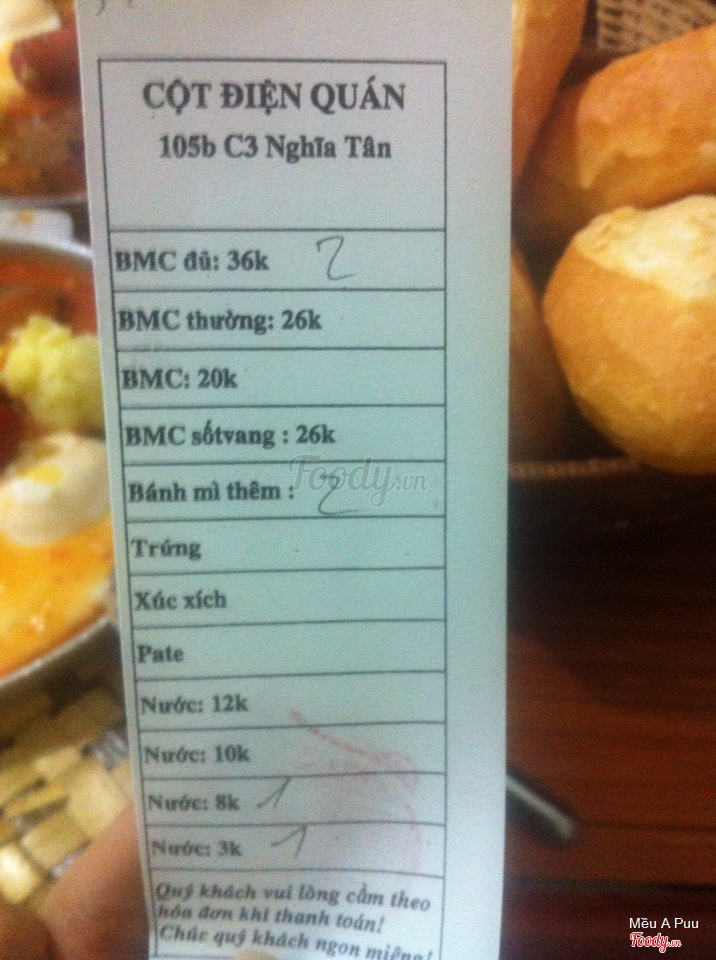 CỘT ĐIỆN QUÁN
105b C3 Nghĩa Tân
BMC đủ: 36k 2
BMC thường: 26k
BMC: 20k
BMC sốtvang : 26k
Bánh mì thêm : 2
Foody.vn
Trứng
Xúc xích
Pate
Nước: 12k
Nước: 10k
Nước: 8k 1
Nước: 3k 1
Quý khách vui lòng cầm theo
hóa đơn khi thanh toán!
Chúc quý khách ngon miệng!
Mều A Puu
Foody.vn